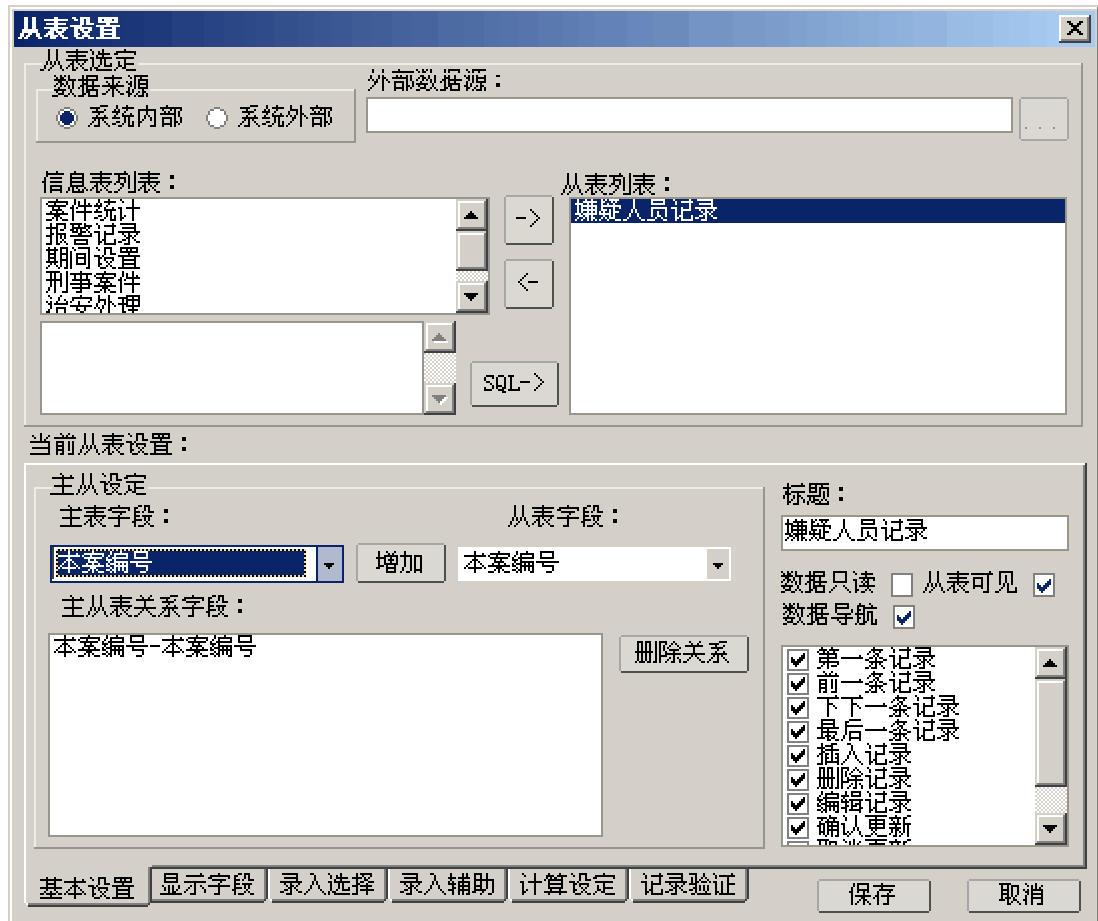 从表设置
从表选定
数据来源
系统内部 系统外部
外部数据源：
...
信息表列表：
案件统计
报警记录
期间设置
刑事案件
治安处理
->
<-
SQL->
从表列表：
嫌疑人员记录
当前从表设置：
主从设定
主表字段： 从表字段：
本案编号 增加 本案编号
主从表关系字段：
本案编号-本案编号
删除关系
标题：
嫌疑人员记录
数据只读 从表可见
数据导航
第一条记录
前一条记录
下下一条记录
最后一条记录
插入记录
删除记录
编辑记录
确认更新
取消更新
基本设置 显示字段 录入选择 录入辅助 计算设定 记录验证
保存 取消